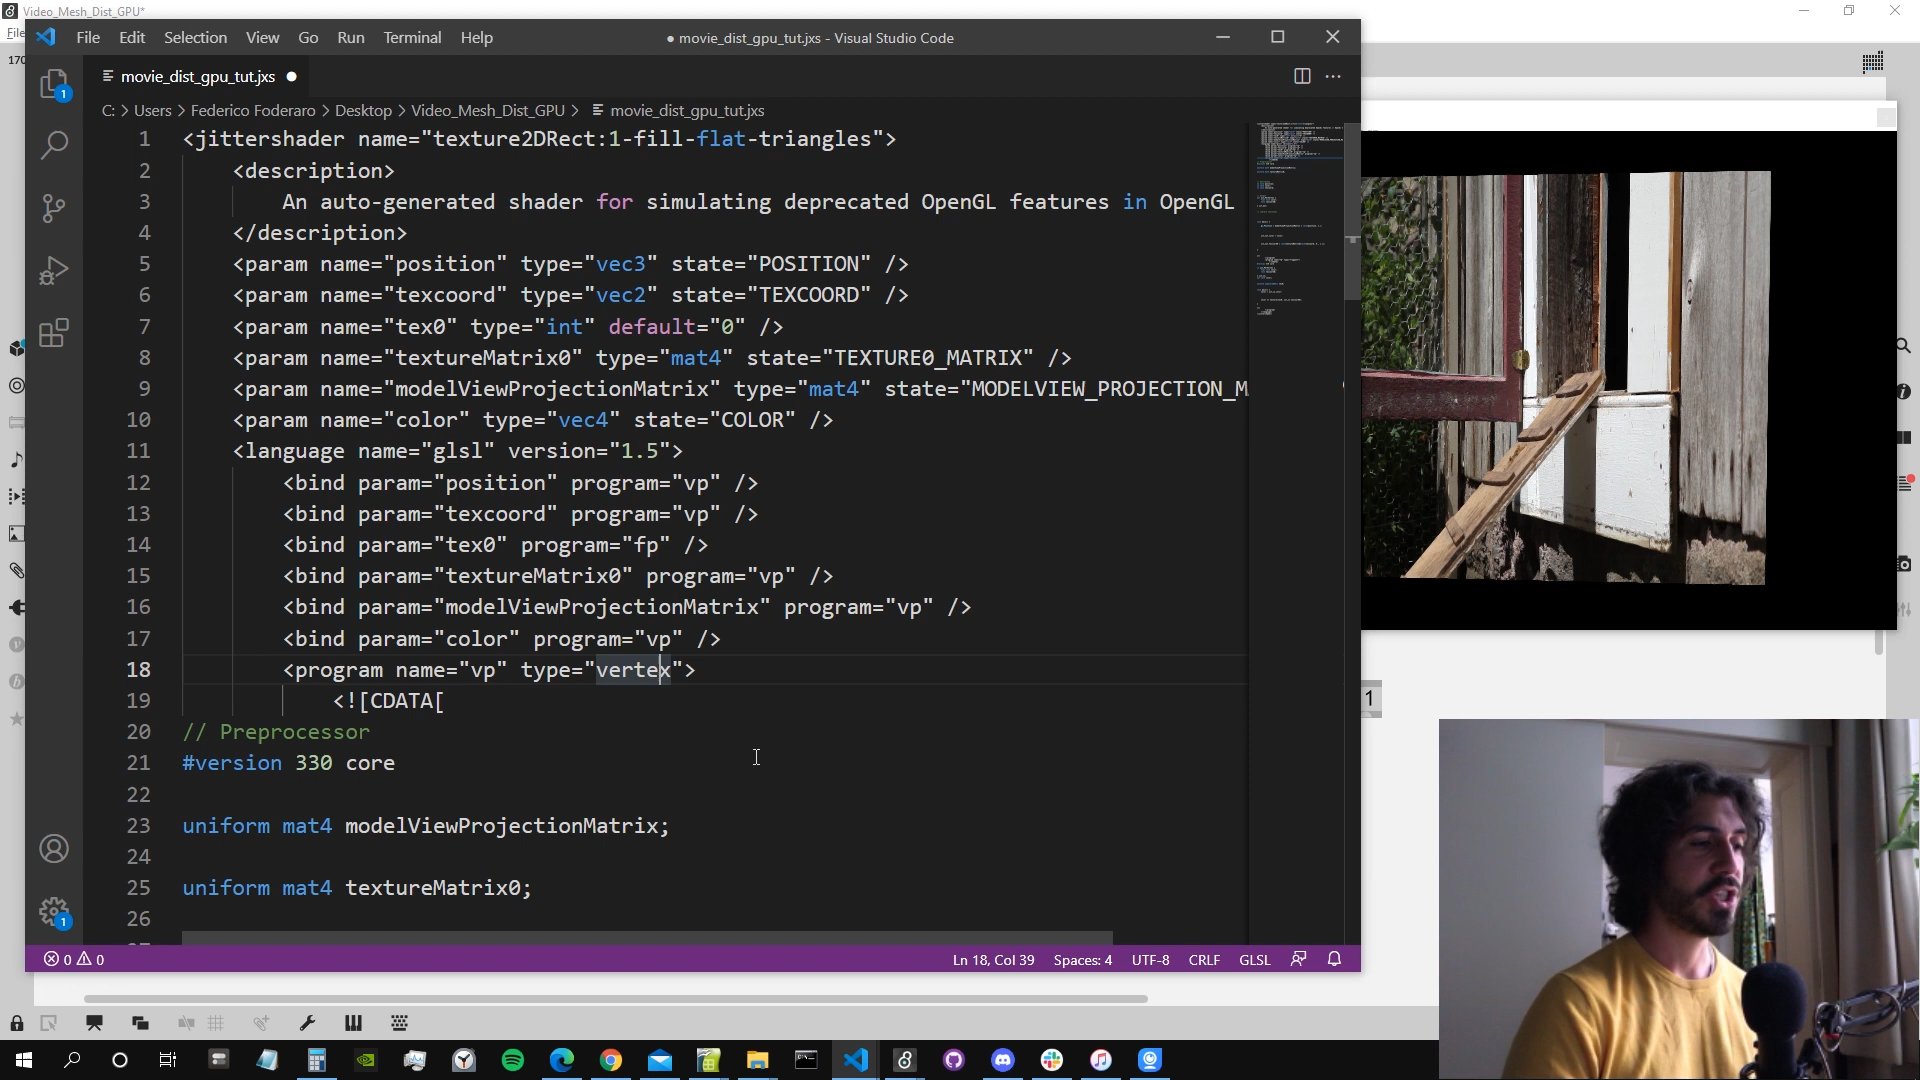 Video_Mesh_Dist_GPU*
File
170
File Edit Selection View Go Run Terminal Help
● movie_dist_gpu_tut.jxs - Visual Studio Code
movie_dist_gpu_tut.jxs
C: > Users > Federico Foderaro > Desktop > Video_Mesh_Dist_GPU > movie_dist_gpu_tut.jxs
1 <jittershader name="texture2DRect:1-fill-flat-triangles">
2 <description>
3 An auto-generated shader for simulating deprecated OpenGL features in OpenGL
4 </description>
5 <param name="position" type="vec3" state="POSITION" />
6 <param name="texcoord" type="vec2" state="TEXCOORD" />
7 <param name="tex0" type="int" default="0" />
8 <param name="textureMatrix0" type="mat4" state="TEXTURE0_MATRIX" />
9 <param name="modelViewProjectionMatrix" type="mat4" state="MODELVIEW_PROJECTION_M
10 <param name="color" type="vec4" state="COLOR" />
11 <language name="glsl" version="1.5">
12 <bind param="position" program="vp" />
13 <bind param="texcoord" program="vp" />
14 <bind param="tex0" program="fp" />
15 <bind param="textureMatrix0" program="vp" />
16 <bind param="modelViewProjectionMatrix" program="vp" />
17 <bind param="color" program="vp" />
18 <program name="vp" type="vertex">
19 <![CDATA[
20 // Preprocessor
21 #version 330 core
22
23 uniform mat4 modelViewProjectionMatrix;
24
25 uniform mat4 textureMatrix0;
26
1
1
1
0 0
Ln 18, Col 39 Spaces: 4 UTF-8 CRLF GLSL